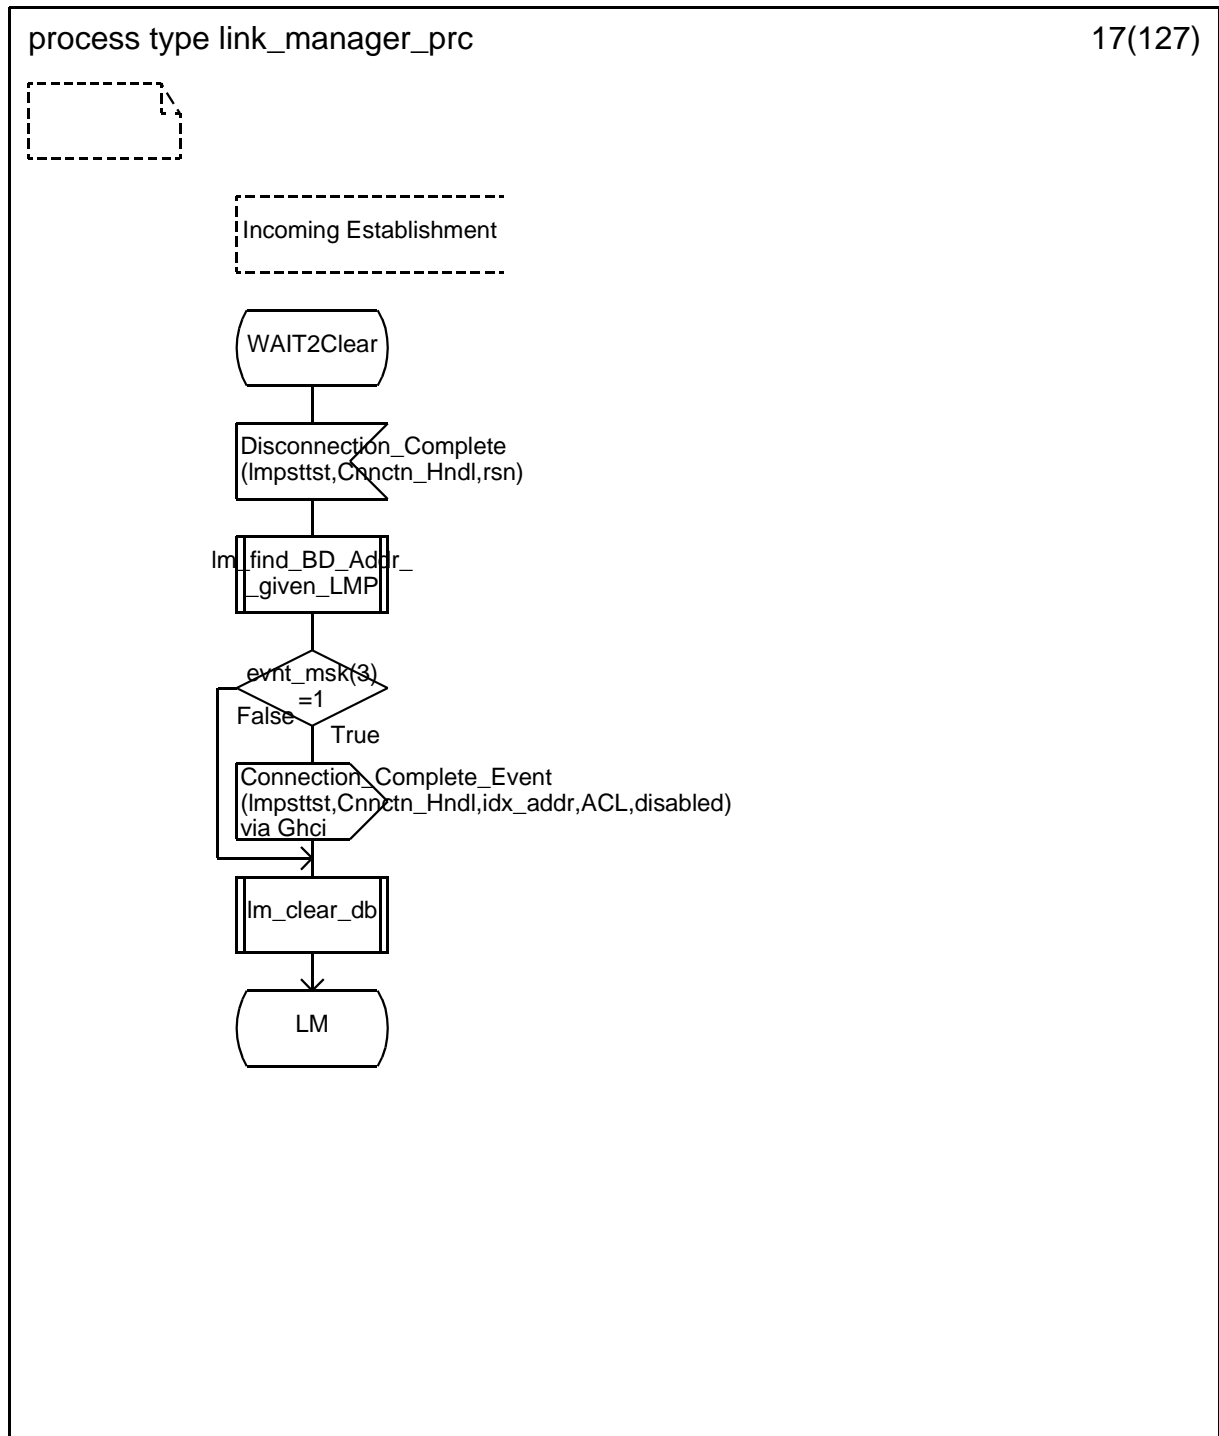 process type link_manager_prc
17(127)
Incoming Establishment
WAIT2Clear
Disconnection_Complete
(lmpsttst,Cnnctn_Hndl,rsn)
lm_find_BD_Addr_
_given_LMP
evnt_msk(3)
=1
False
True
Connection_Complete_Event
(lmpsttst,Cnnctn_Hndl,idx_addr,ACL,disabled)
via Ghci
lm_clear_db
LM